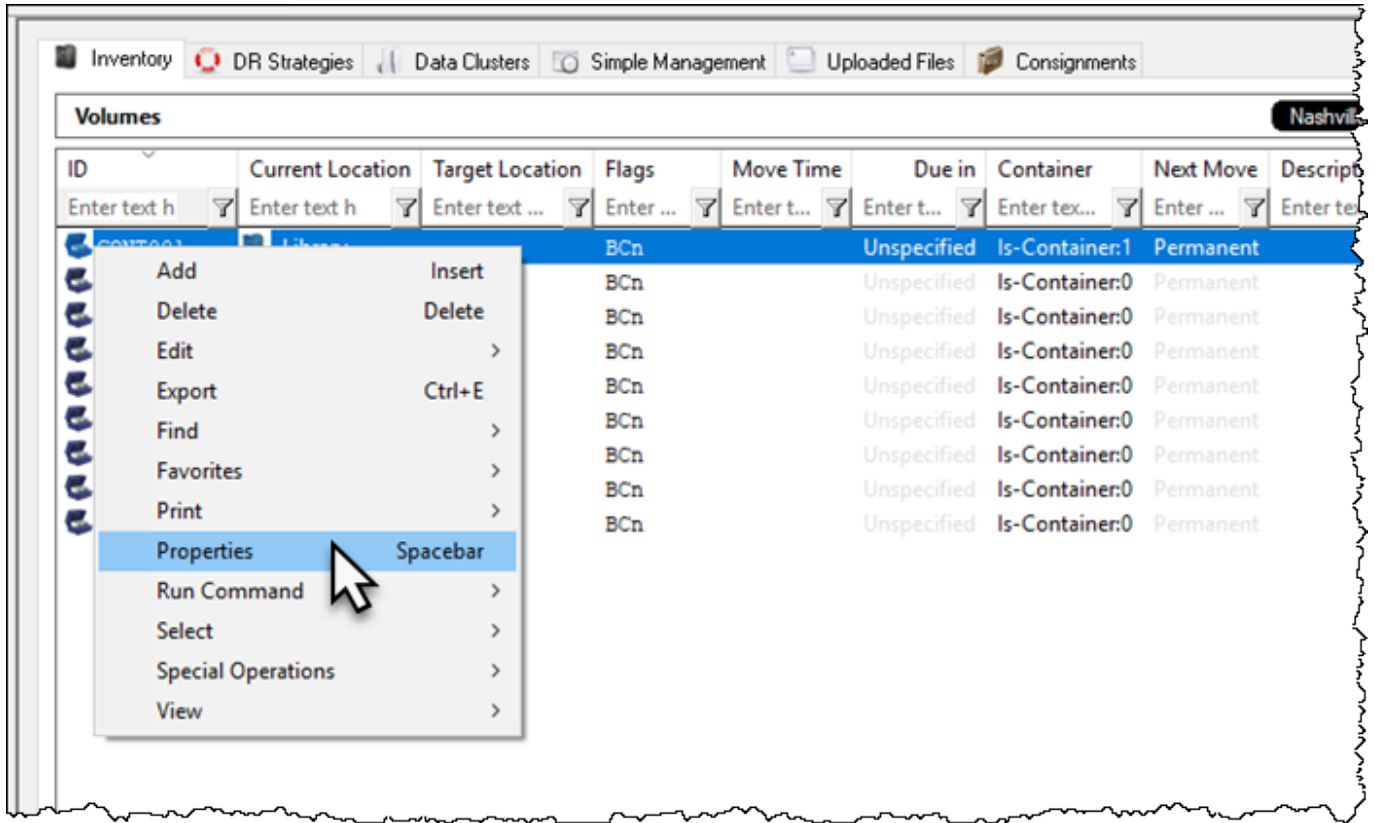 Inventory DR Strategies Data Clusters Simple Management Uploaded Files Consignments
Volumes
ID Current Location Target Location Flags Move Time Due in Container Next Move
Enter text h Enter text h Enter text ... Enter ... Enter t... Enter t... Enter tex... Enter ... Enter
BCn Unspecified Is-Container:1 Permanent
Add Insert
BCn Unspecified Is-Container:0 Permanent
Delete Delete
BCn Unspecified Is-Container:0 Permanent
Edit >
BCn Unspecified Is-Container:0 Permanent
Export Ctrl+E
BCn Unspecified Is-Container:0 Permanent
Find >
BCn Unspecified Is-Container:0 Permanent
Favorites >
BCn Unspecified Is-Container:0 Permanent
Print >
BCn Unspecified Is-Container:0 Permanent
BCn Unspecified Is-Container:0 Permanent
Properties Spacebar
Run Command >
Select >
Special Operations >
View >